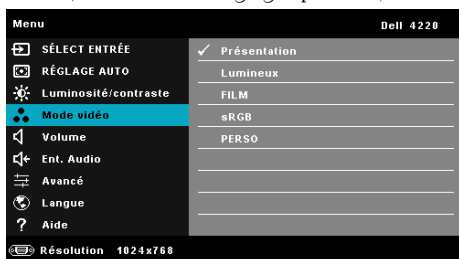 Menu Dell 4220
SÉLECT ENTRÉE
RÉGLAGE AUTO
Luminosité/contraste
Mode vidéo
Volume
Ent. Audio
Avancé
Langue
? Aide
✓ Présentation
Lumineux
FILM
sRGB
PERSO
Résolution 1024x768